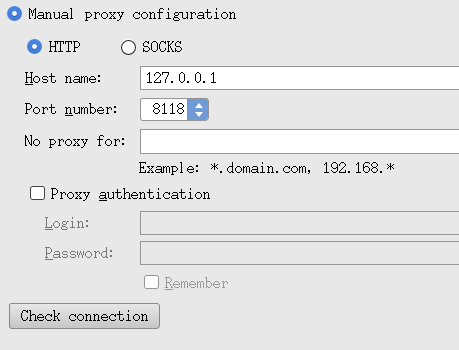 Manual proxy configuration
HTTP SOCKS
Host name: 127.0.0.1
Port number: 8118
No proxy for:
Example: *.domain.com, 192.168.*
Proxy authentication
Login:
Password:
Remember
Check connection